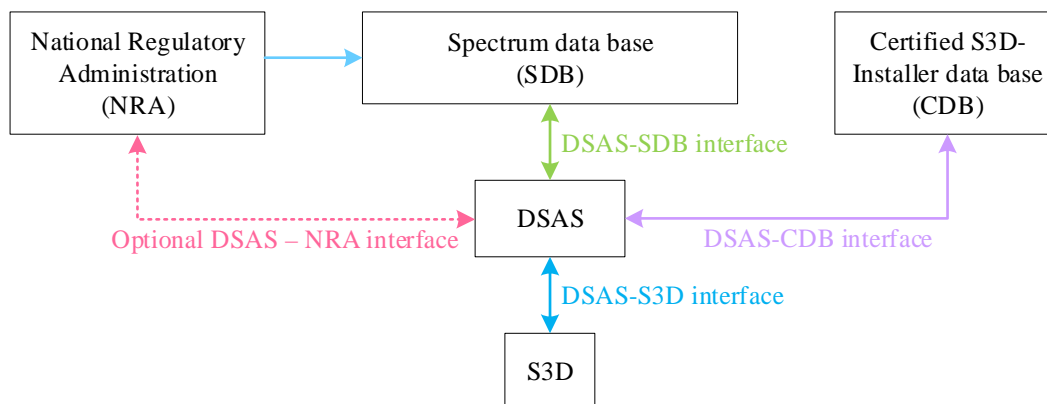 National Regulatory
Administration
(NRA)
Spectrum data base
(SDB)
Certified S3D-
Installer data base
(CDB)
DSAS-SDB interface
DSAS
Optional DSAS – NRA interface
DSAS-CDB interface
DSAS-S3D interface
S3D